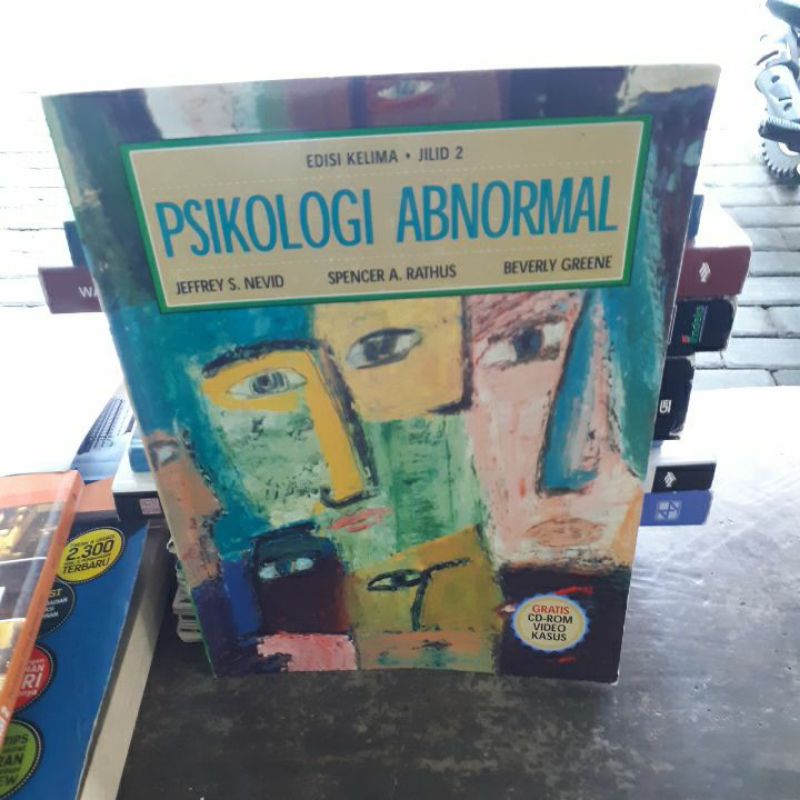 EDISI KELIMA • JILID 2
PSIKOLOGI ABNORMAL
JEFFREY S. NEVID SPENCER A. RATHUS BEVERLY GREENE
GRATIS
CD-ROM
VIDEO
KASUS
2.300
TERBARU